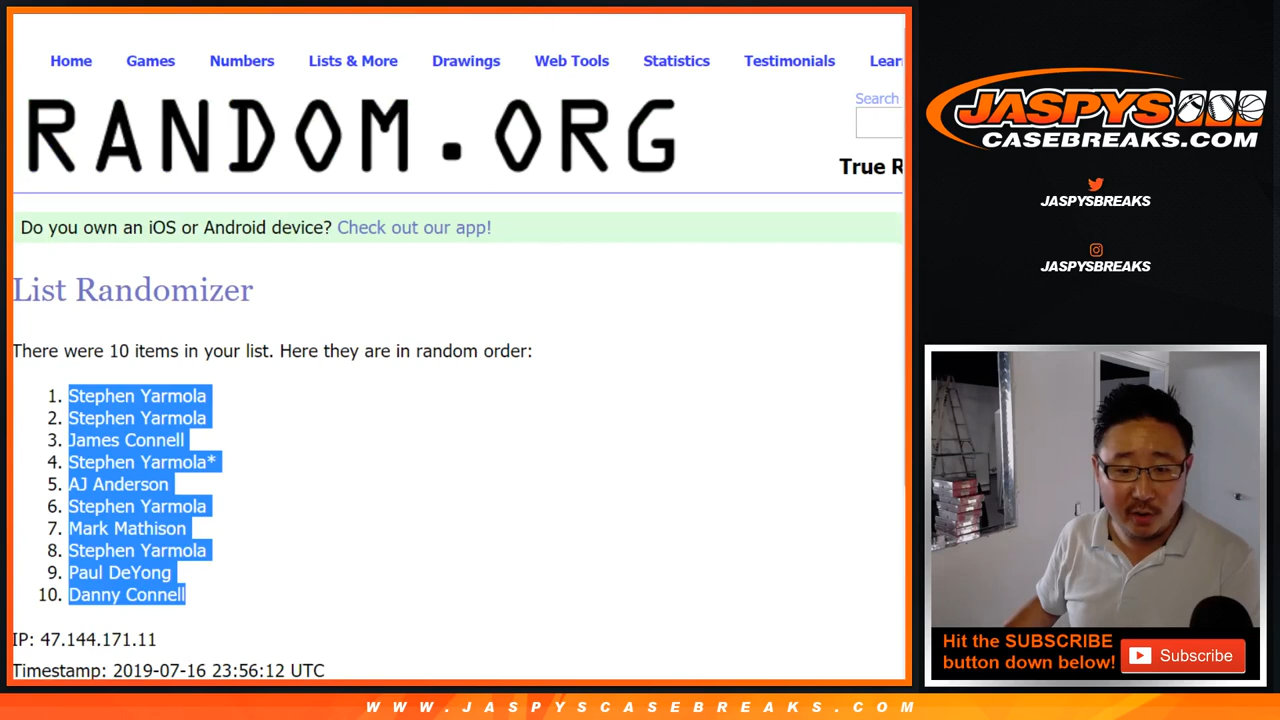 Home Games Numbers Lists & More Drawings Web Tools Statistics Testimonials Lear
RANDOM.ORG
Search
True R
Do you own an iOS or Android device? Check out our app!
List Randomizer
There were 10 items in your list. Here they are in random order:
1. Stephen Yarmola
2. Stephen Yarmola
3. James Connell
4. Stephen Yarmola*
5. AJ Anderson
6. Stephen Yarmola
7. Mark Mathison
8. Stephen Yarmola
9. Paul DeYong
10. Danny Connell
IP: 47.144.171.11
Timestamp: 2019-07-16 23:56:12 UTC
JASPYS
CASEBREAKS.COM
JASPYSBREAKS
JASPYSBREAKS
Hit the SUBSCRIBE
button down below!
Subscribe
WWW.JASPYSCASEBREAKS.COM